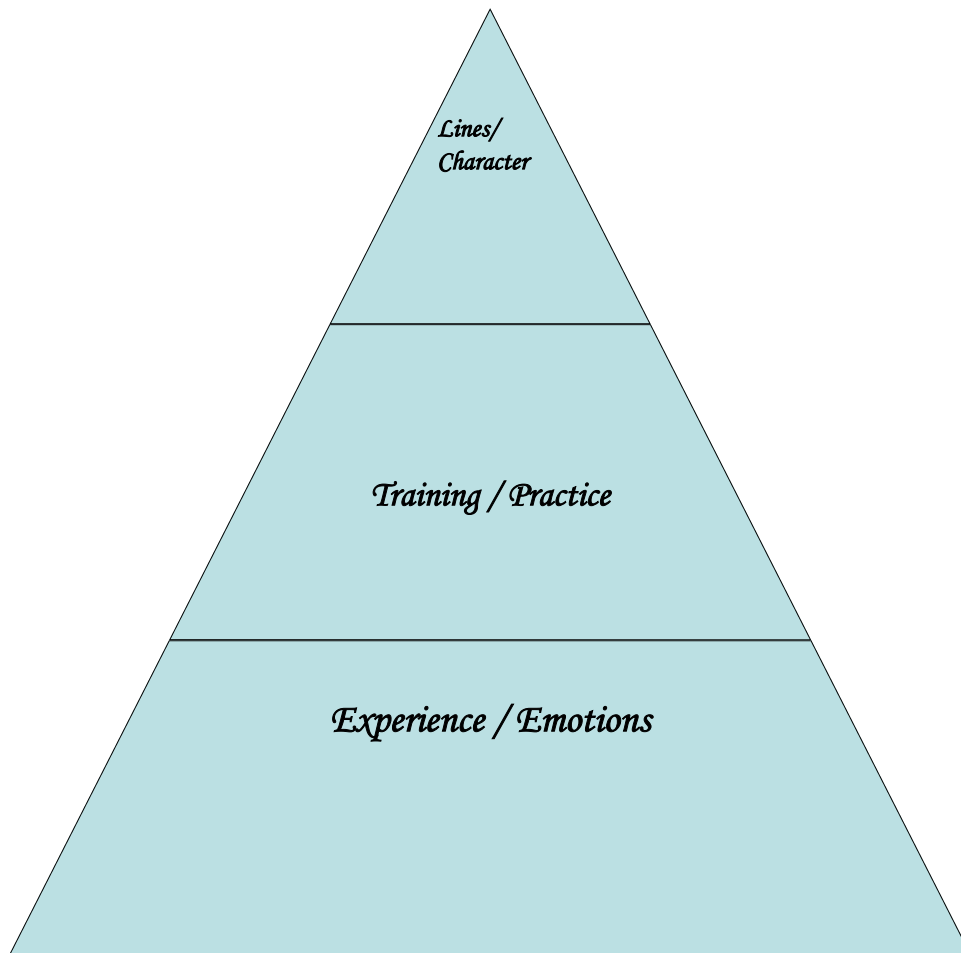 Lines/
Character
Training / Practice
Experience / Emotions